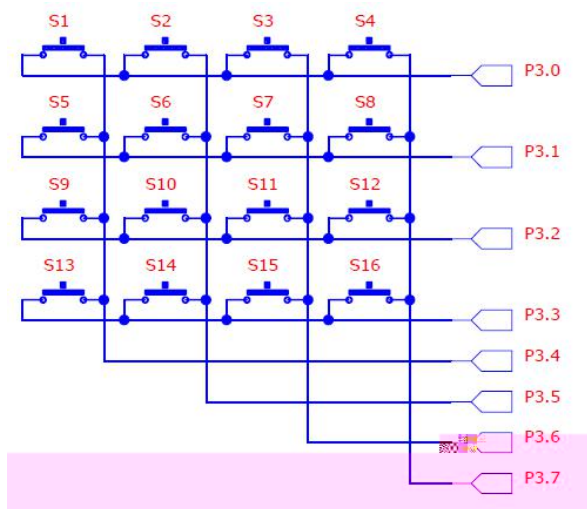 S1 S2 S3 S4
P3.0
S5 S6 S7 S8
P3.1
S9 S10 S11 S12
P3.2
S13 S14 S15 S16
P3.3
P3.4
P3.5
P3.6
P3.7